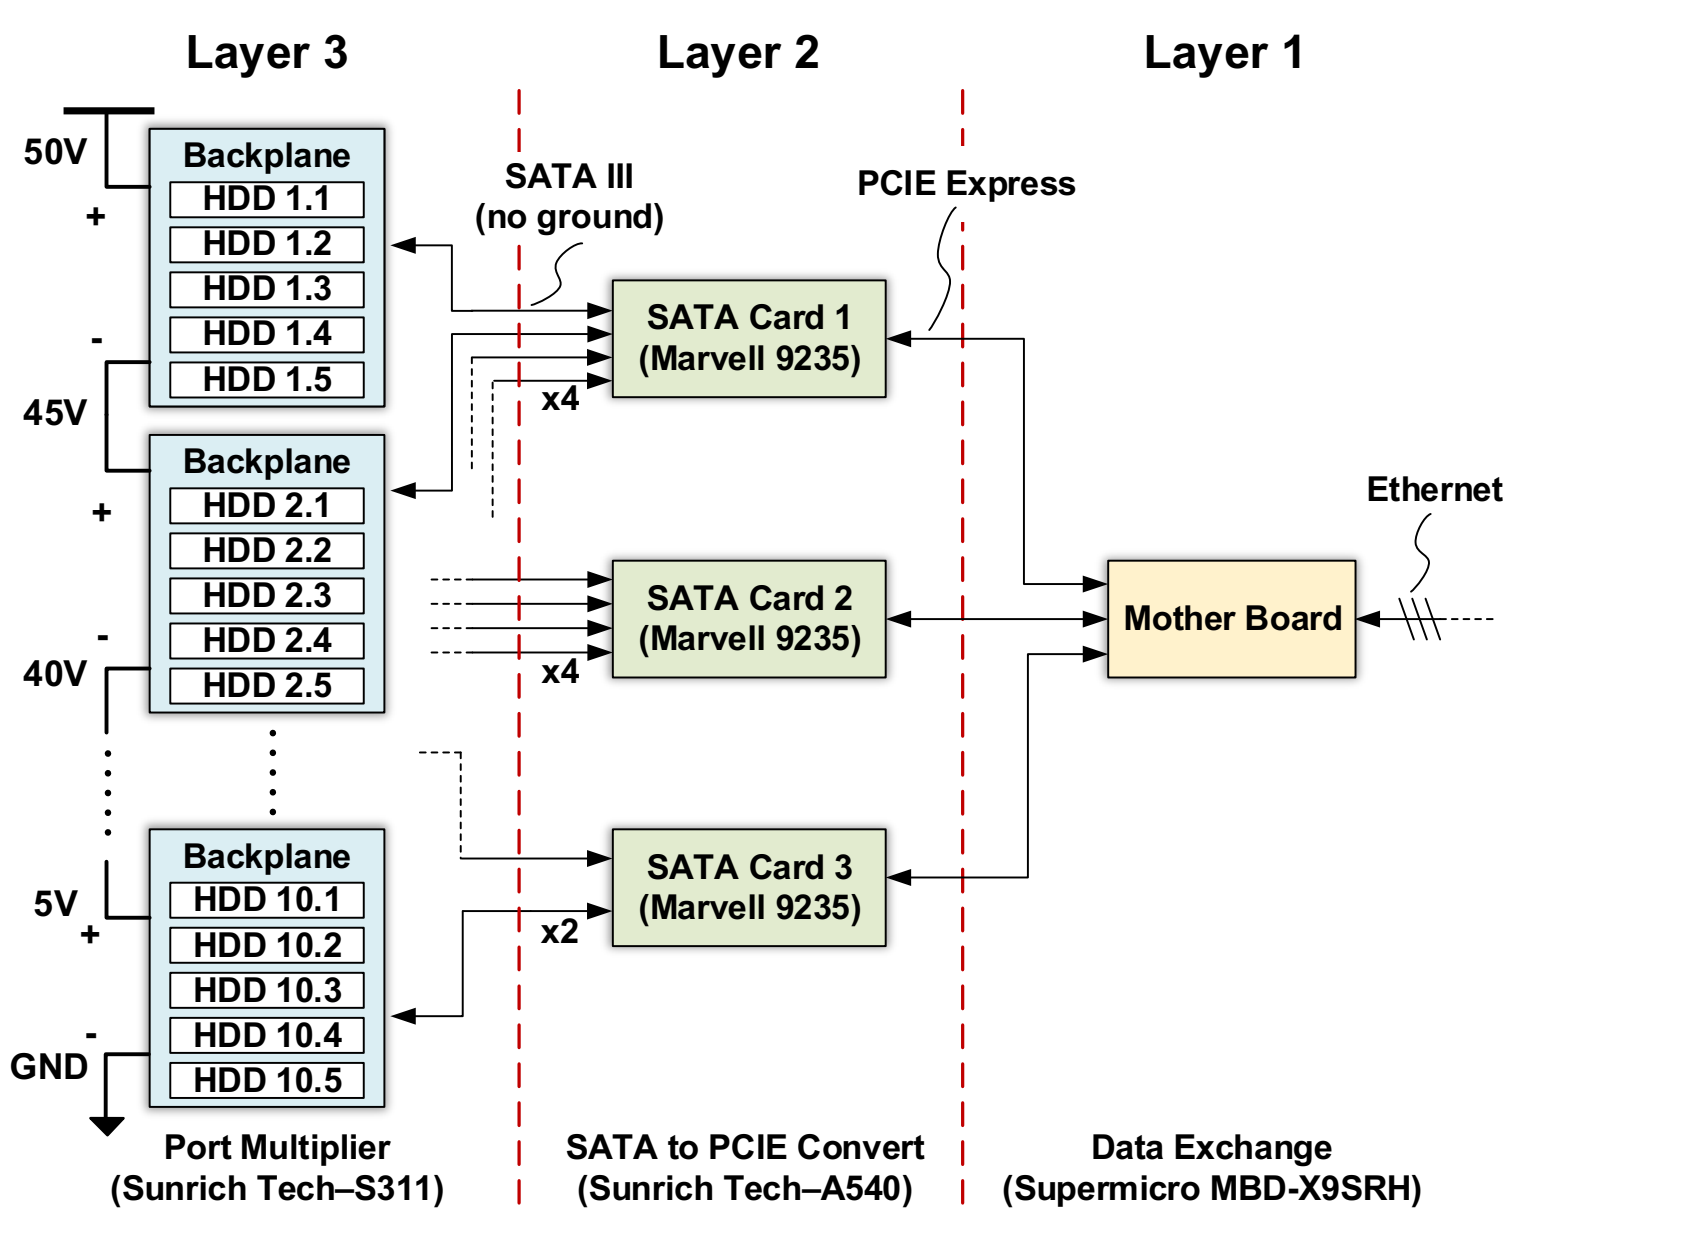 Layer 3
Layer 2
Layer 1
50V
+
-
45V
+
-
40V
5V
+
-
GND
Backplane
HDD 1.1
HDD 1.2
HDD 1.3
HDD 1.4
HDD 1.5
Backplane
HDD 2.1
HDD 2.2
HDD 2.3
HDD 2.4
HDD 2.5
Backplane
HDD 10.1
HDD 10.2
HDD 10.3
HDD 10.4
HDD 10.5
Port Multiplier
(Sunrich Tech–S311)
SATA III
(no ground)
x4
x4
x2
SATA Card 1
(Marvell 9235)
SATA Card 2
(Marvell 9235)
SATA Card 3
(Marvell 9235)
SATA to PCIE Convert
(Sunrich Tech–A540)
PCIE Express
Mother Board
Ethernet
Data Exchange
(Supermicro MBD-X9SRH)